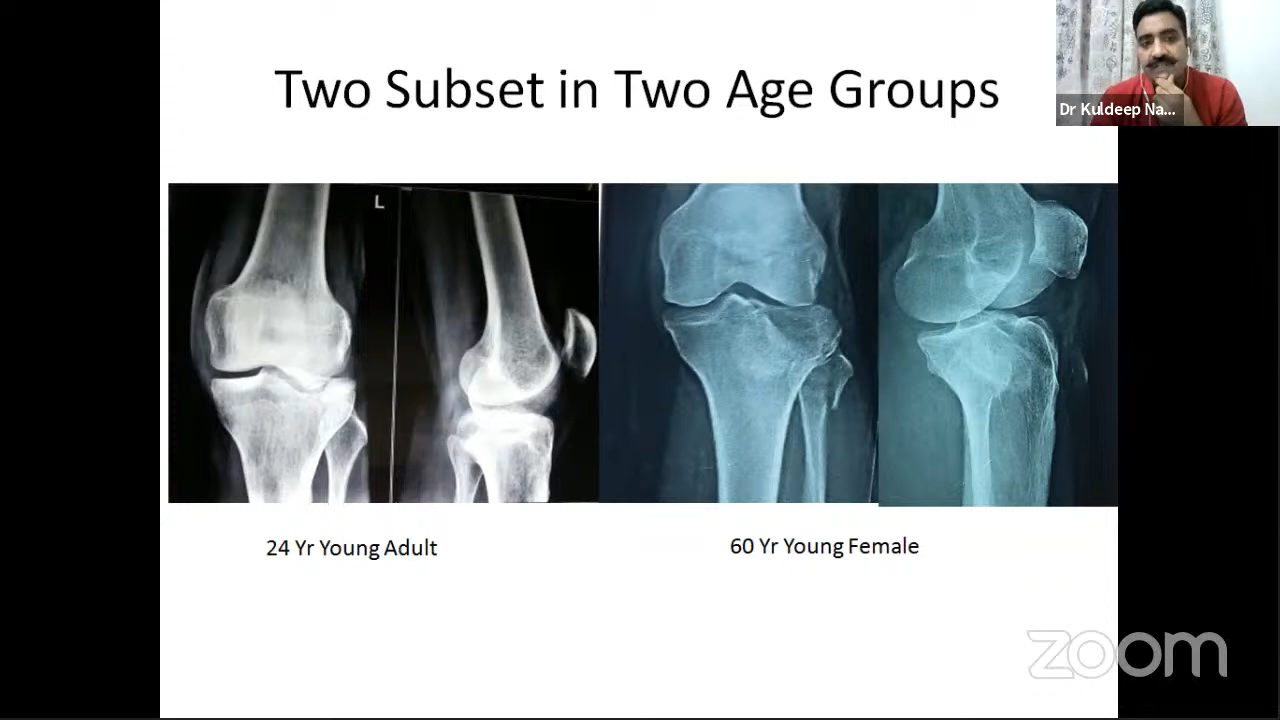 Two Subset in Two Age Groups
Dr Kuldeep Na...
L
24 Yr Young Adult
60 Yr Young Female
zoom